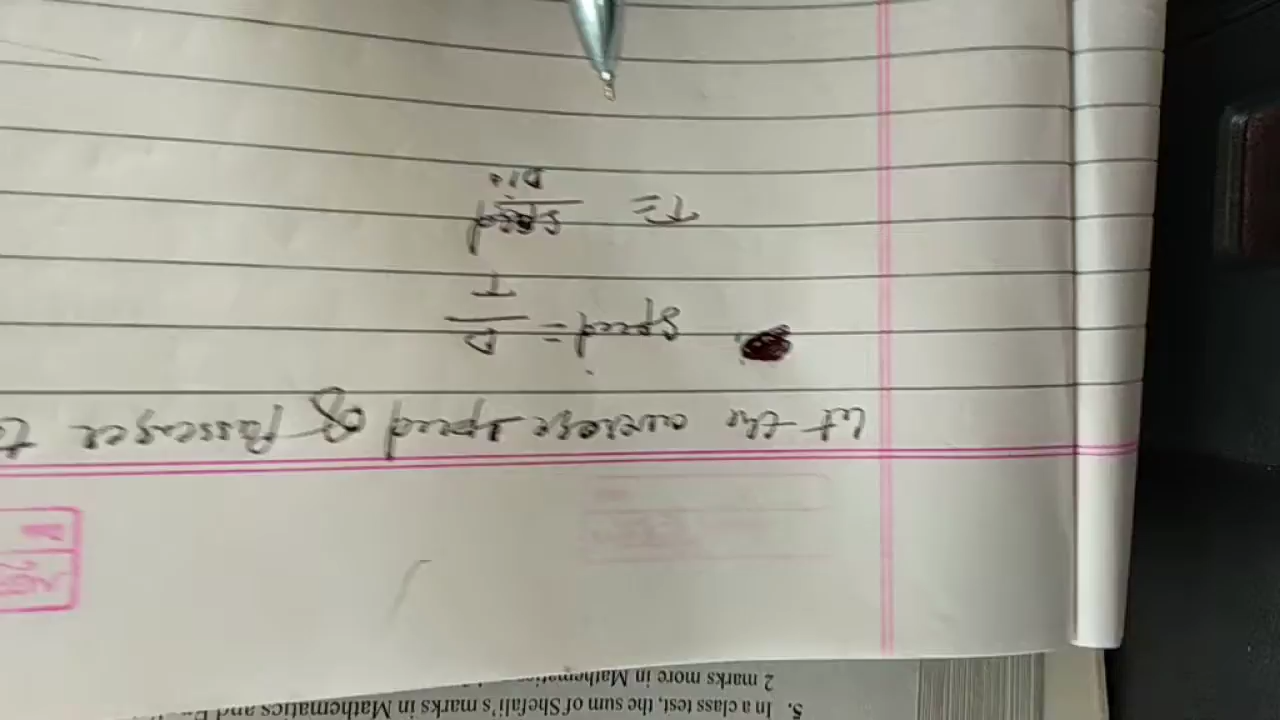 5. In a class test, the sum of Shefali's marks in Mathematics and
2 marks more in Mathematics
Let the average speed of Passenger
Speed = D
T
T = Speed
Dis